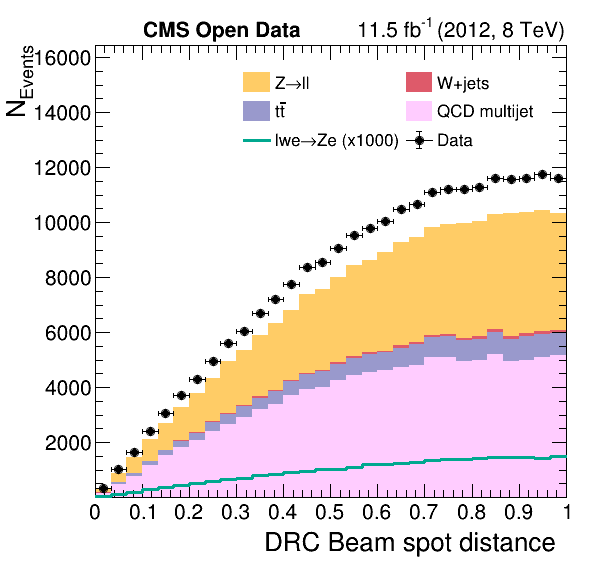 CMS Open Data 11.5 fb⁻¹ (2012, 8 TeV)
N_Events
16000
14000
12000
10000
8000
6000
4000
2000
Z→ll W+jets
tt̄ QCD multijet
lwe→Ze (x1000) Data
0 0.1 0.2 0.3 0.4 0.5 0.6 0.7 0.8 0.9 1
DRC Beam spot distance